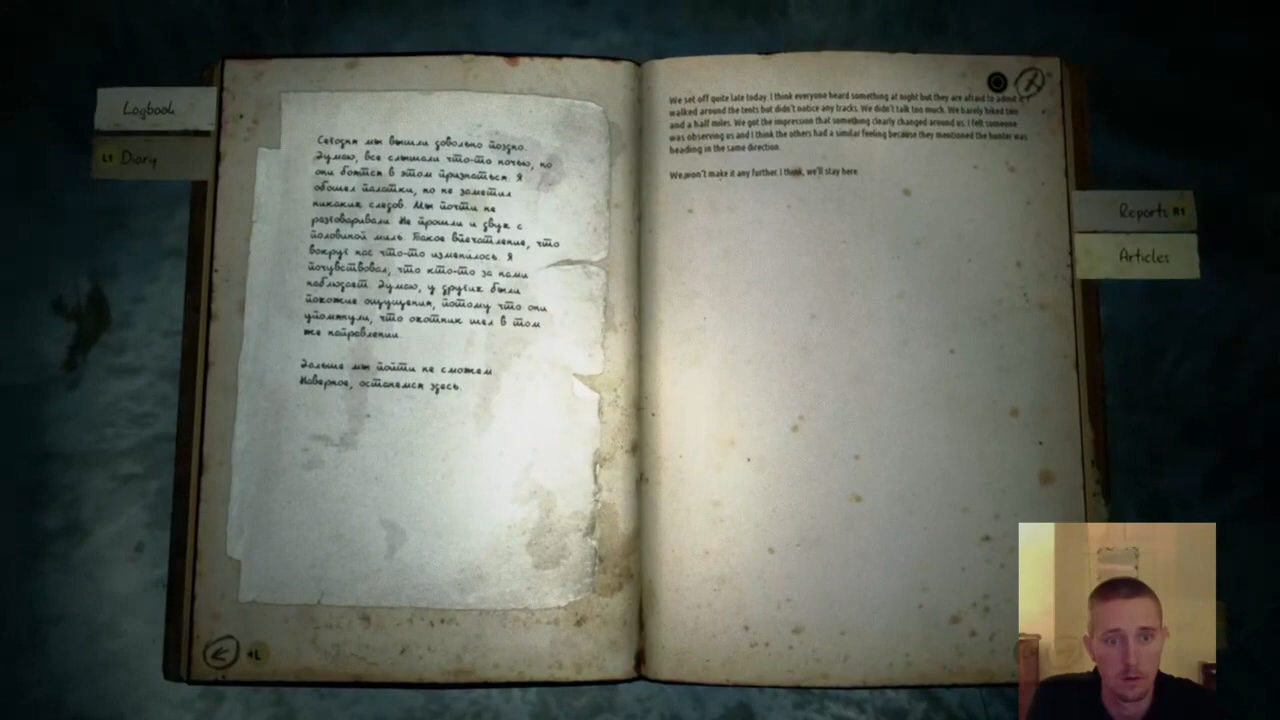 Logbook
L1 Diary
Сегодня мы вышли довольно поздно.
Думаю, все слышали что-то ночью, но
они боятся в этом признаться. Я
обошел палатки, но не заметил
никаких следов. Мы почти не
разговаривали. Не прошли и двух с
половиной миль. Такое впечатление, что
вокруг нас что-то изменилось. Я
почувствовал, что кто-то за нами
наблюдает. Думаю, у других были
похожие ощущения, потому что они
упомянули, что охотник шел в том
же направлении.
Дальше мы пойти не сможем.
Наверное, останемся здесь.
L
We set off quite late today. I think everyone heard something at night but they are afraid to admit it. I
walked around the tents but didn't notice any tracks. We didn't talk too much. We barely hiked two
and a half miles. We got the impression that something clearly changed around us. I felt someone
was observing us and I think the others had a similar feeling because they mentioned the hunter was
heading in the same direction.
We won't make it any further. I think, we'll stay here
Reports R1
Articles